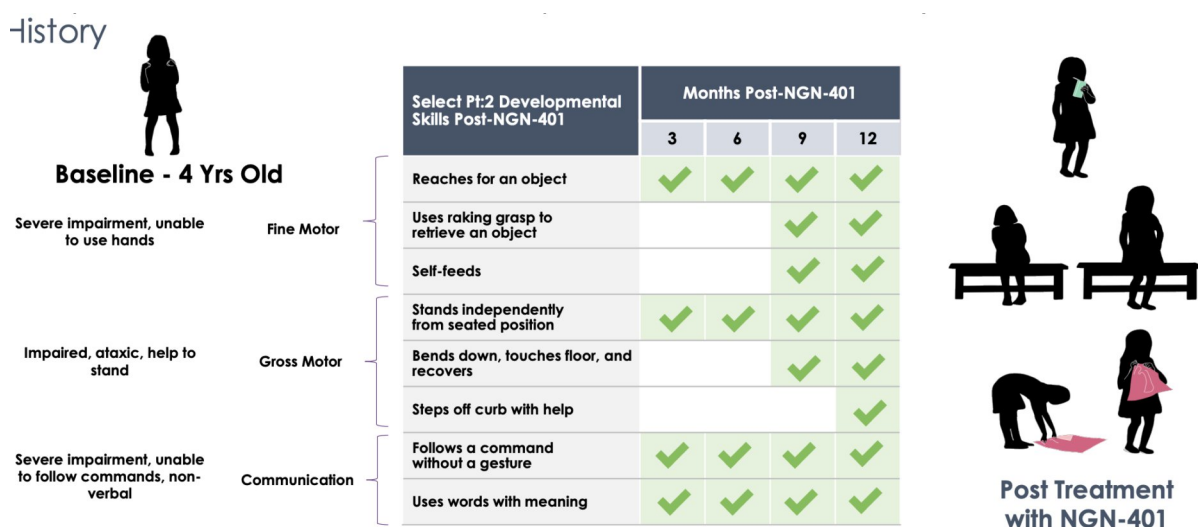 History
Baseline - 4 Yrs Old
Severe impairment, unable
to use hands
Fine Motor
Impaired, ataxic, help to
stand
Gross Motor
Severe impairment, unable
to follow commands, non-
verbal
Communication
Select Pt:2 Developmental
Skills Post-NGN-401
Months Post-NGN-401
3 6 9 12
Reaches for an object
Uses raking grasp to
retrieve an object
Self-feeds
Stands independently
from seated position
Bends down, touches floor, and
recovers
Steps off curb with help
Follows a command
without a gesture
Uses words with meaning
Post Treatment
with NGN-401